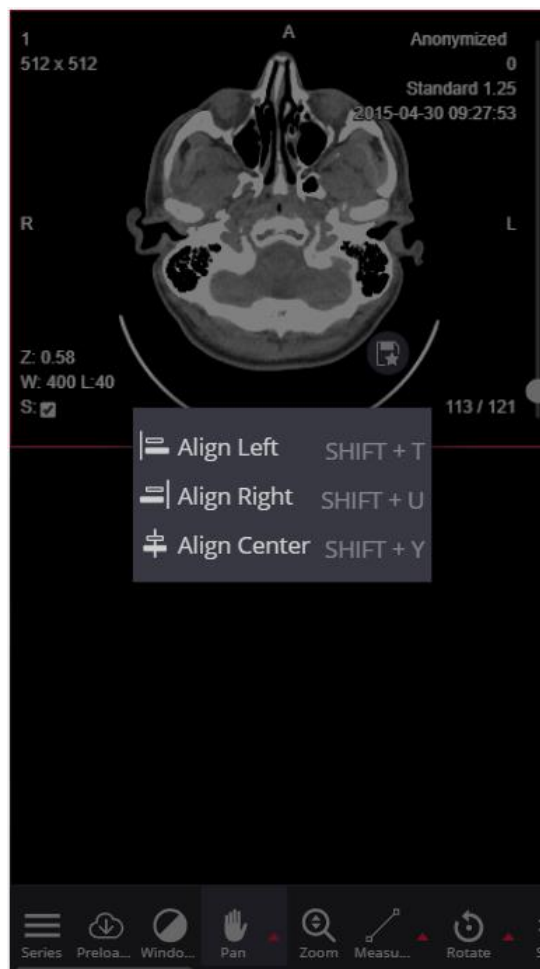 1
512 x 512
A
Anonymized
0
Standard 1.25
2015-04-30 09:27:53
R
L
Z: 0.58
W: 400 L:40
S:
113 / 121
Align Left SHIFT + T
Align Right SHIFT + U
Align Center SHIFT + Y
Series Preloa... Windo... Pan Zoom Measu... Rotate S